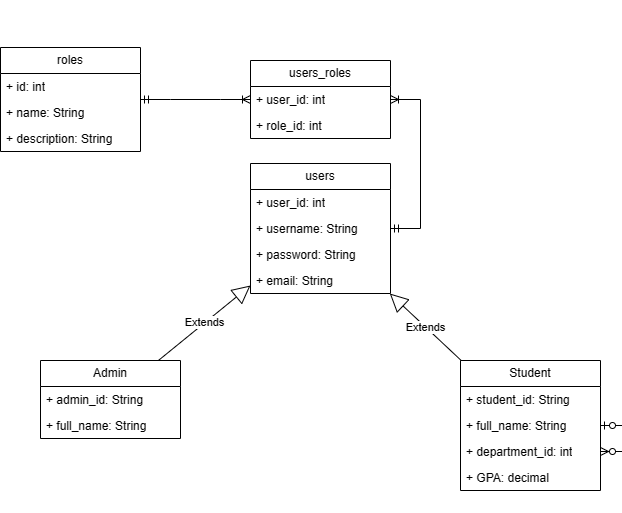 roles
+ id: int
+ name: String
+ description: String
users_roles
+ user_id: int
+ role_id: int
users
+ user_id: int
+ username: String
+ password: String
+ email: String
Extends
Extends
Admin
+ admin_id: String
+ full_name: String
Student
+ student_id: String
+ full_name: String
+ department_id: int
+ GPA: decimal